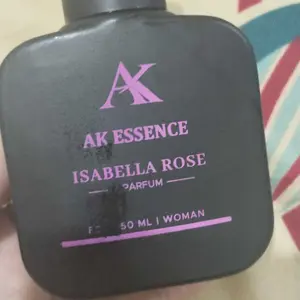 AK
AK ESSENCE
ISABELLA ROSE
PARFUM
50 ML | WOMAN